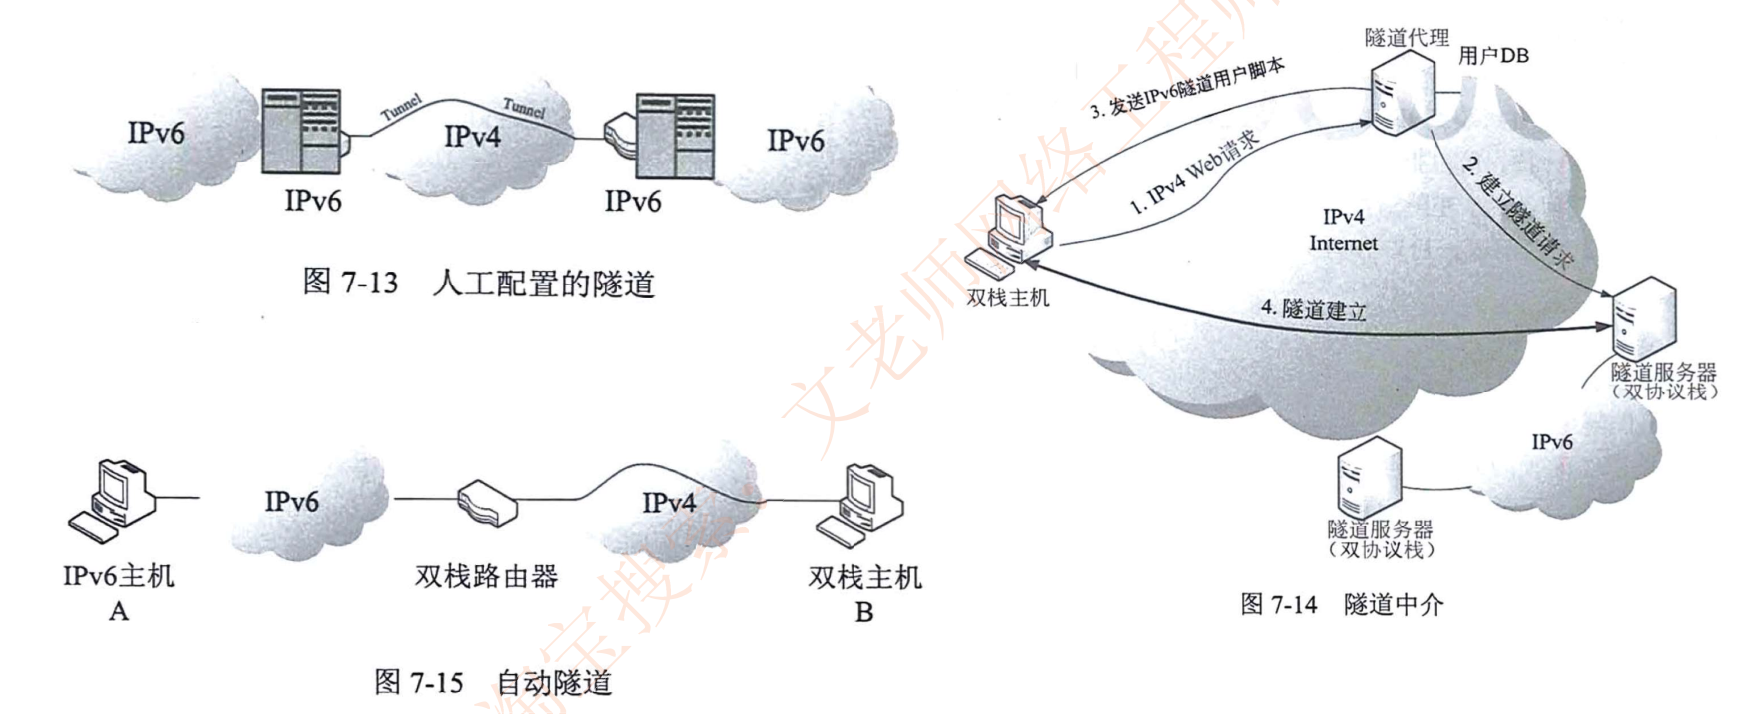 IPv6
Tunnel
IPv4
Tunnel
IPv6
IPv6
IPv6
图 7-13 人工配置的隧道
隧道代理
用户DB
3. 发送IPv6隧道用户脚本
1. IPv4 Web请求
2. 建立隧道请求
IPv4
Internet
双栈主机
4. 隧道建立
隧道服务器
（双协议栈）
IPv6
隧道服务器
（双协议栈）
图 7-14 隧道中介
IPv6
IPv4
IPv6主机
A
双栈路由器
双栈主机
B
图 7-15 自动隧道
淘宝搜索：文老师网络工程师